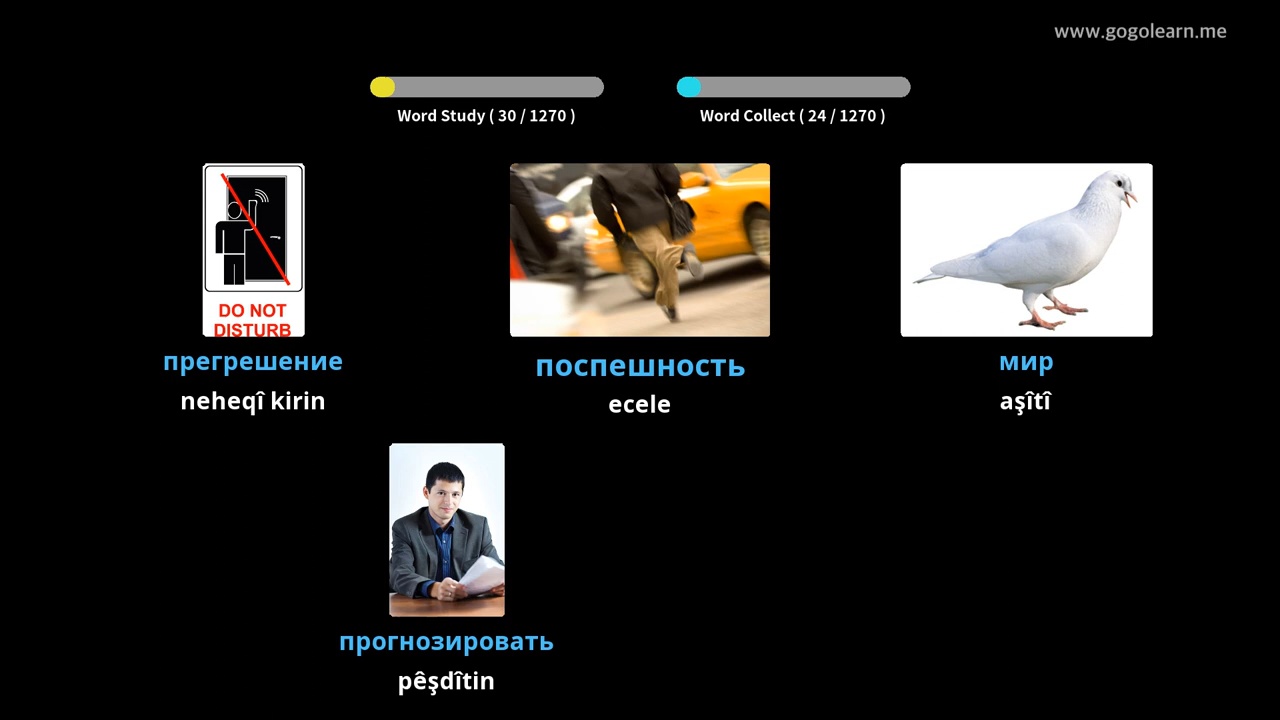 www.gogolearn.me
Word Study ( 30 / 1270 )
Word Collect ( 24 / 1270 )
DO NOT
DISTURB
прегрешение
neheqî kirin
поспешность
ecele
мир
aşîtî
прогнозировать
pêşdîtin